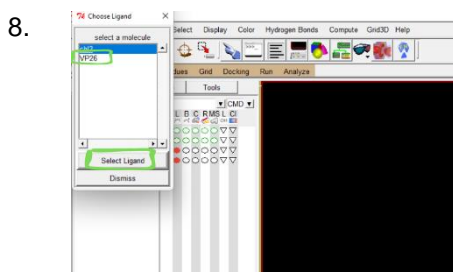 8.
Choose Ligand
Select Display Color Hydrogen Bonds Compute Grid3D Help
select a molecule
VP26
Grid Docking Run Analyze
Tools
CMD
L B C R MS L Cl
Select Ligand
Dismiss